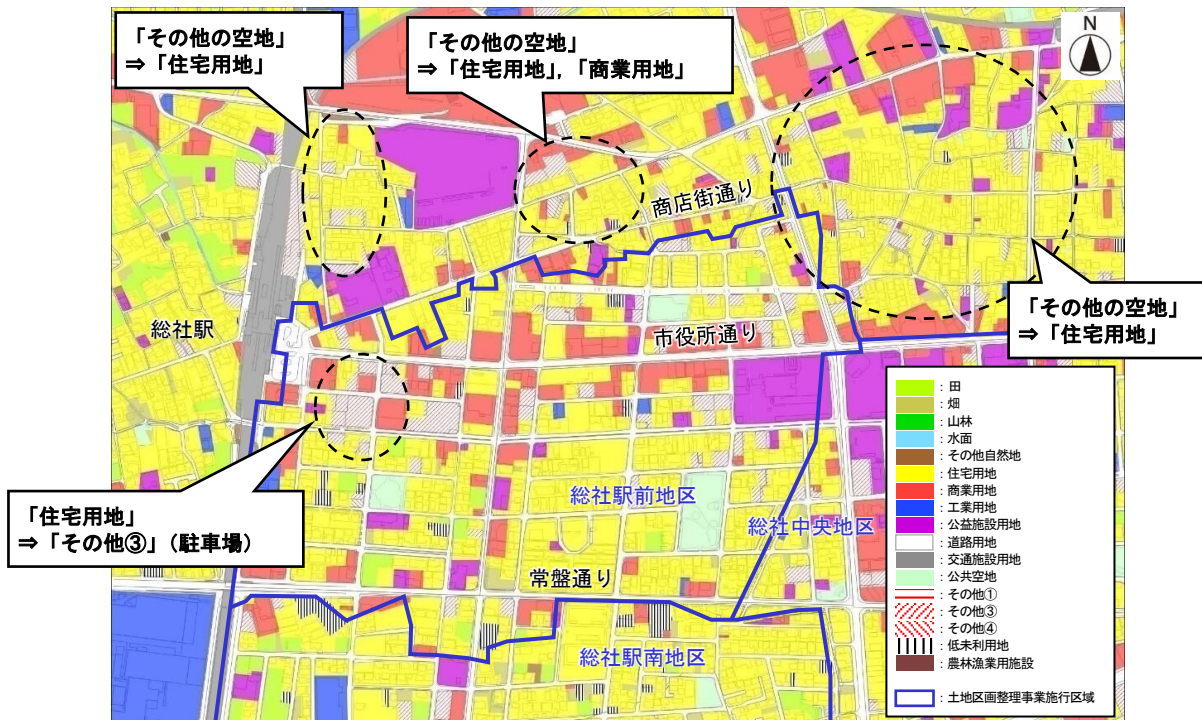 「その他の空地」
⇒「住宅用地」
「その他の空地」
⇒「住宅用地」,「商業用地」
N
商店街通り
総社駅
市役所通り
「その他の空地」
⇒「住宅用地」
「住宅用地」
⇒「その他③」(駐車場)
総社駅前地区
総社中央地区
常盤通り
総社駅南地区
:田
:畑
:山林
:水面
:その他自然地
:住宅用地
:商業用地
:工業用地
:公益施設用地
:道路用地
:交通施設用地
:公共空地
:その他①
:その他③
:その他④
:低未利用地
:農林漁業用施設
:土地区画整理事業施行区域